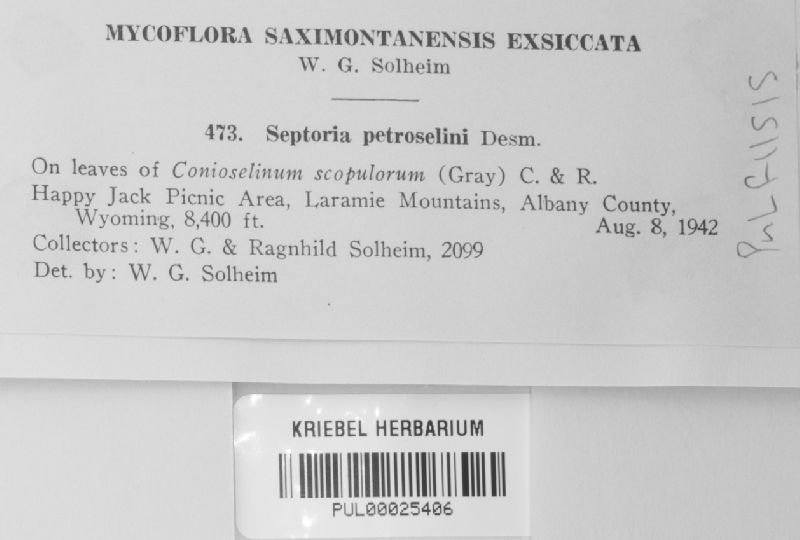 MYCOFLORA SAXIMONTANENSIS EXSICCATA
W. G. Solheim
473. Septoria petroselini Desm.
On leaves of Conioselinum scopulorum (Gray) C. & R.
Happy Jack Picnic Area, Laramie Mountains, Albany County,
Wyoming, 8,400 ft. Aug. 8, 1942
Collectors: W. G. & Ragnhild Solheim, 2099
Det. by: W. G. Solheim
KRIEBEL HERBARIUM
PUL00025406